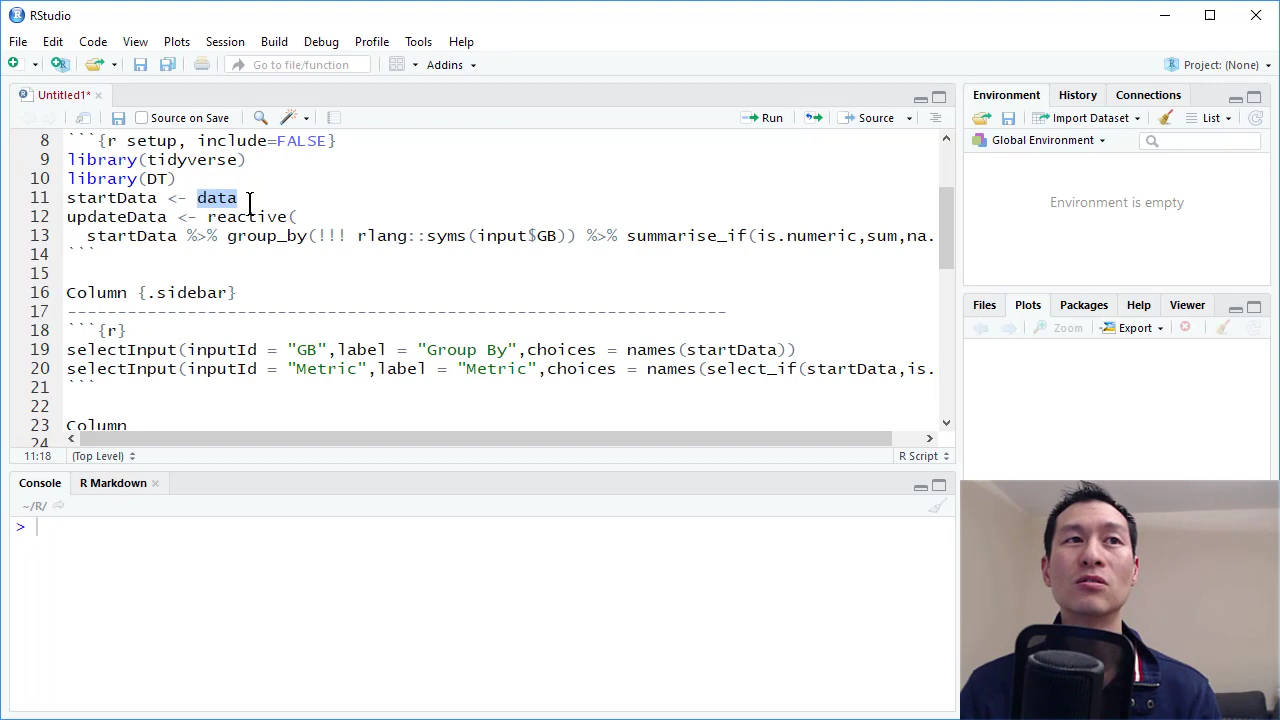 RStudio
File Edit Code View Plots Session Build Debug Profile Tools Help
Go to file/function Addins Project: (None)
Untitled1*
Source on Save Run Source
8 ```{r setup, include=FALSE}
9 library(tidyverse)
10 library(DT)
11 startData <- data
12 updateData <- reactive(
13 startData %>% group_by(!!! rlang::syms(input$GB)) %>% summarise_if(is.numeric,sum,na.
14 ```
15
16 Column {.sidebar}
17 ------------------------------------------------------------------
18 ```{r}
19 selectInput(inputId = "GB",label = "Group By",choices = names(startData))
20 selectInput(inputId = "Metric",label = "Metric",choices = names(select_if(startData,is.
21 ```
22
23 Column
24
11:18 (Top Level) R Script
Console R Markdown
~/R/
>
Environment History Connections
Import Dataset List
Global Environment
Environment is empty
Files Plots Packages Help Viewer
Zoom Export